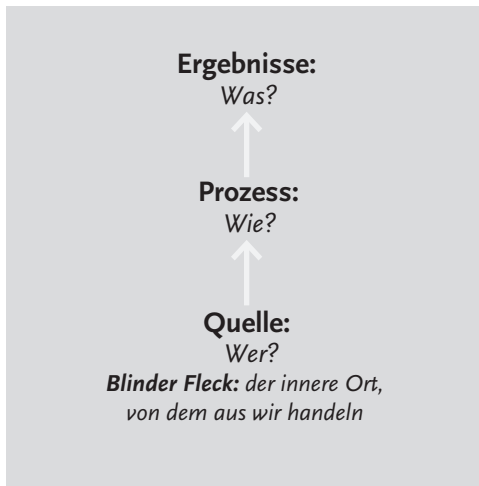 Ergebnisse:
Was?
Prozess:
Wie?
Quelle:
Wer?
Blinder Fleck: der innere Ort,
von dem aus wir handeln